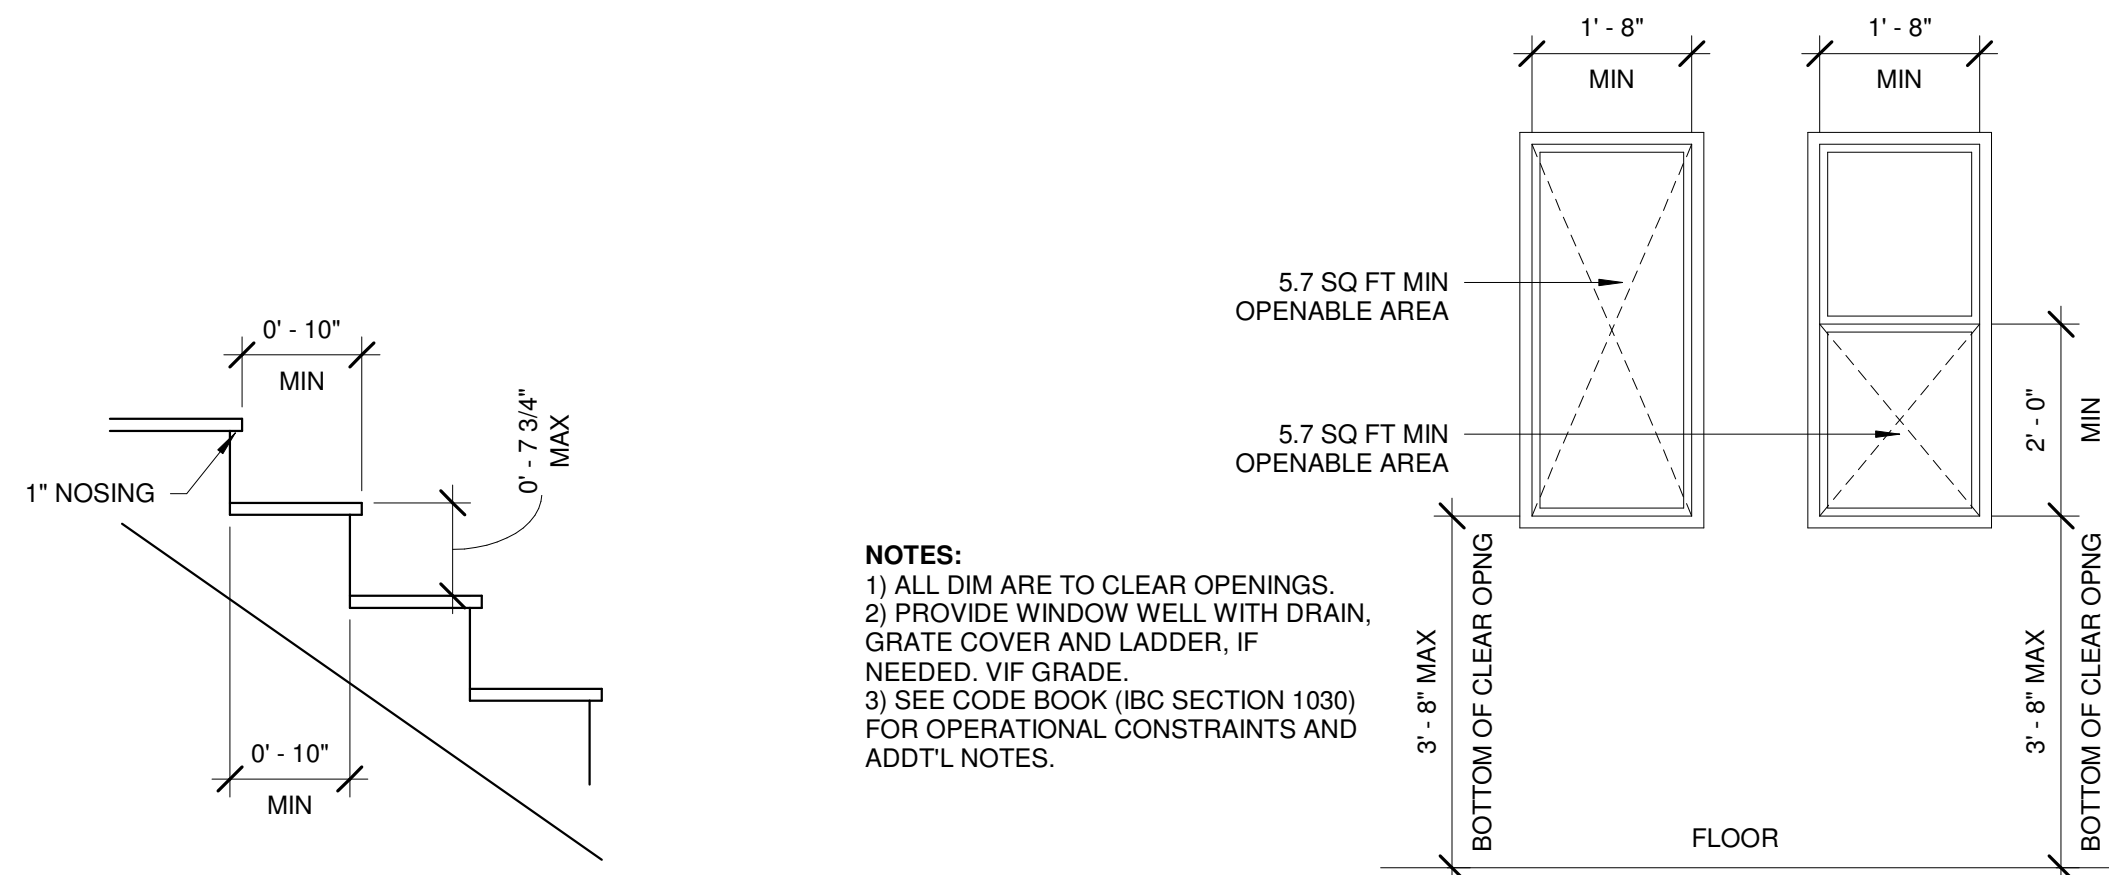 0' - 10"
MIN
0' - 7 3/4"
MAX
1" NOSING
0' - 10"
MIN
NOTES:
1) ALL DIM ARE TO CLEAR OPENINGS.
2) PROVIDE WINDOW WELL WITH DRAIN,
GRATE COVER AND LADDER, IF
NEEDED. VIF GRADE.
3) SEE CODE BOOK (IBC SECTION 1030)
FOR OPERATIONAL CONSTRAINTS AND
ADDT'L NOTES.
1' - 8"
MIN
1' - 8"
MIN
5.7 SQ FT MIN
OPENABLE AREA
5.7 SQ FT MIN
OPENABLE AREA
2' - 0"
MIN
3' - 8" MAX
BOTTOM OF CLEAR OPNG
3' - 8" MAX
BOTTOM OF CLEAR OPNG
FLOOR